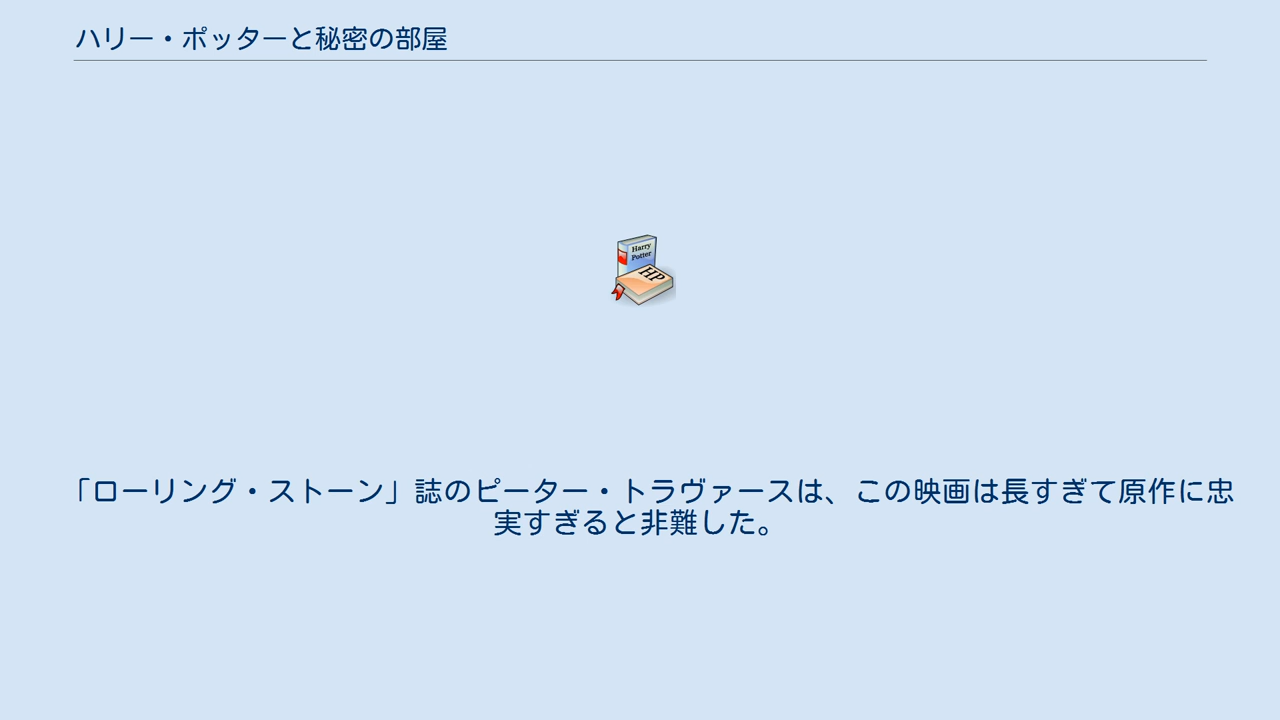 ハリー・ポッターと秘密の部屋
Harry
Potter
HP
「ローリング・ストーン」誌のピーター・トラヴァースは、この映画は長すぎて原作に忠
実すぎると非難した。